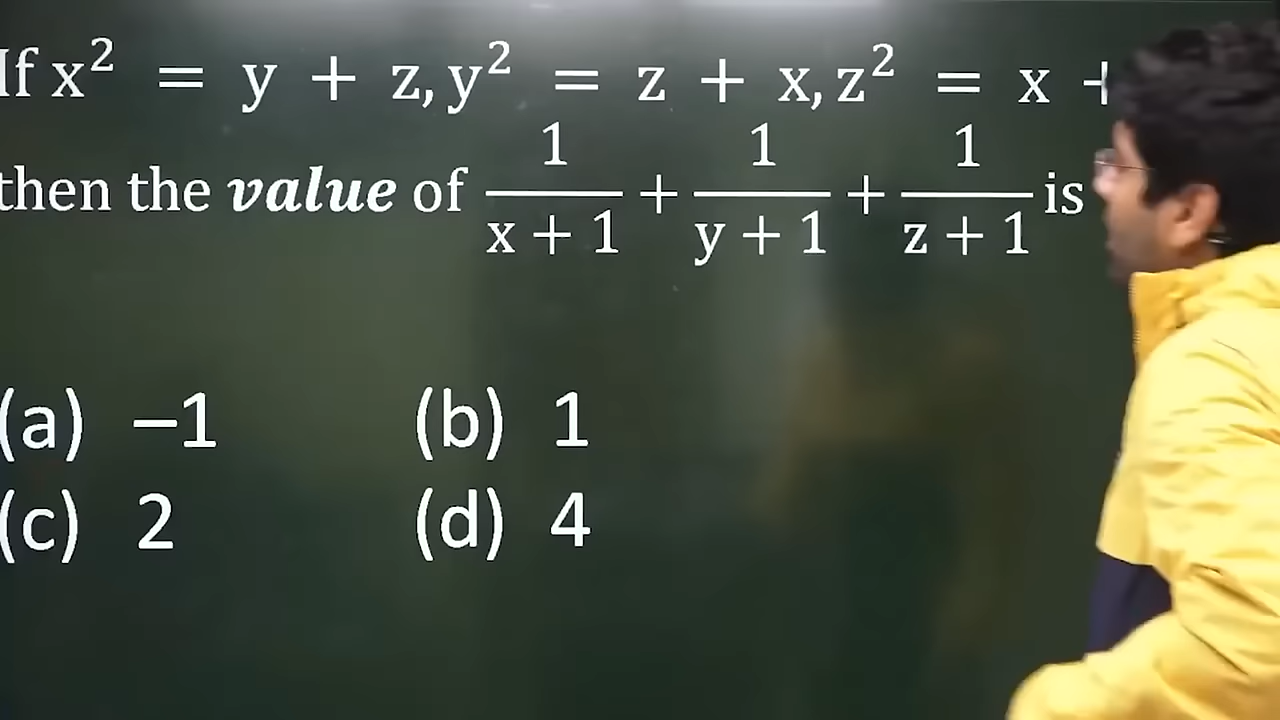 If x² = y + z, y² = z + x, z² = x +
then the value of 1/(x + 1) + 1/(y + 1) + 1/(z + 1) is
(a) –1 (b) 1
(c) 2 (d) 4